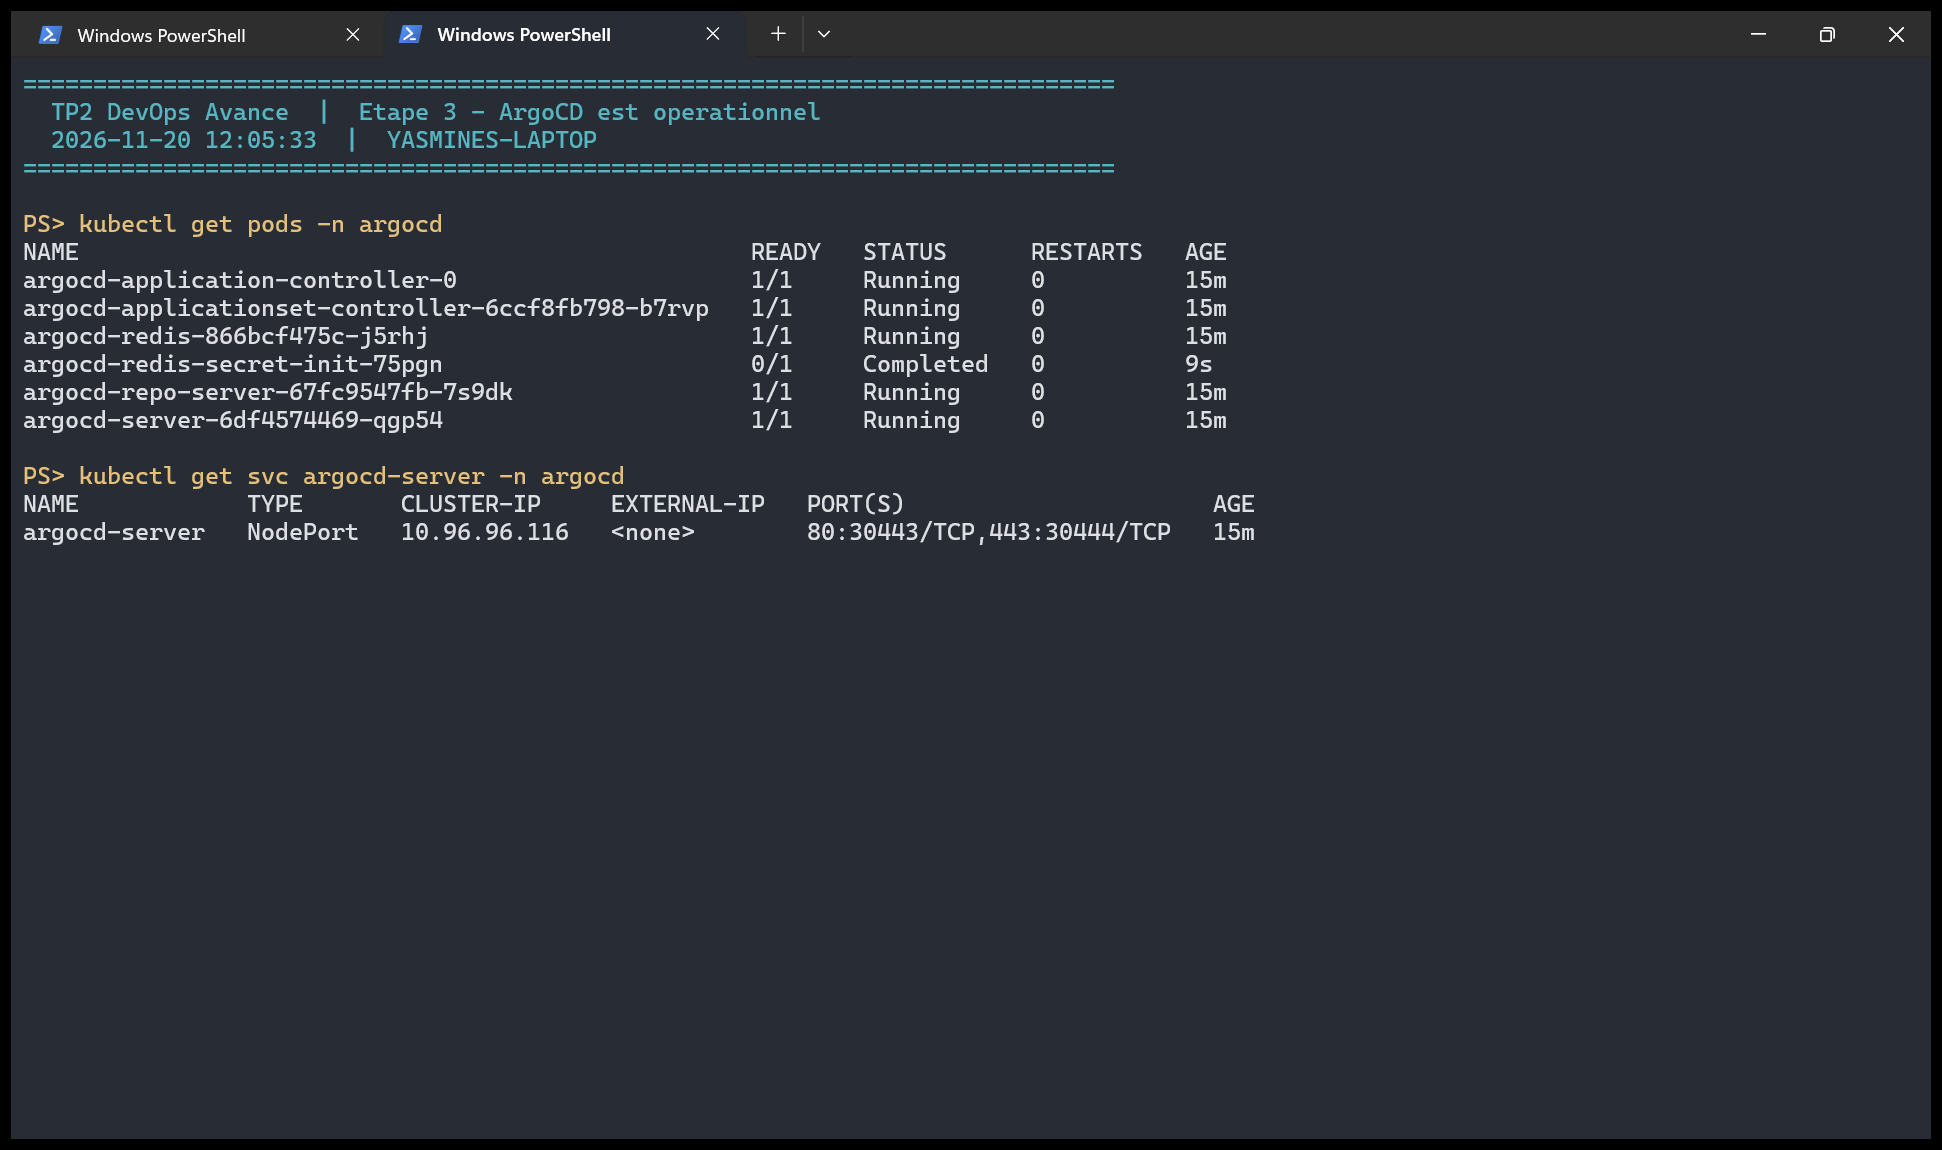 Windows PowerShell
Windows PowerShell
==============================================================================
TP2 DevOps Avance | Etape 3 - ArgoCD est operationnel
2026-11-20 12:05:33 | YASMINES-LAPTOP
==============================================================================
PS> kubectl get pods -n argocd
NAME READY STATUS RESTARTS AGE
argocd-application-controller-0 1/1 Running 0 15m
argocd-applicationset-controller-6ccf8fb798-b7rvp 1/1 Running 0 15m
argocd-redis-866bcf475c-j5rhj 1/1 Running 0 15m
argocd-redis-secret-init-75pgn 0/1 Completed 0 9s
argocd-repo-server-67fc9547fb-7s9dk 1/1 Running 0 15m
argocd-server-6df4574469-qgp54 1/1 Running 0 15m
PS> kubectl get svc argocd-server -n argocd
NAME TYPE CLUSTER-IP EXTERNAL-IP PORT(S) AGE
argocd-server NodePort 10.96.96.116 <none> 80:30443/TCP,443:30444/TCP 15m